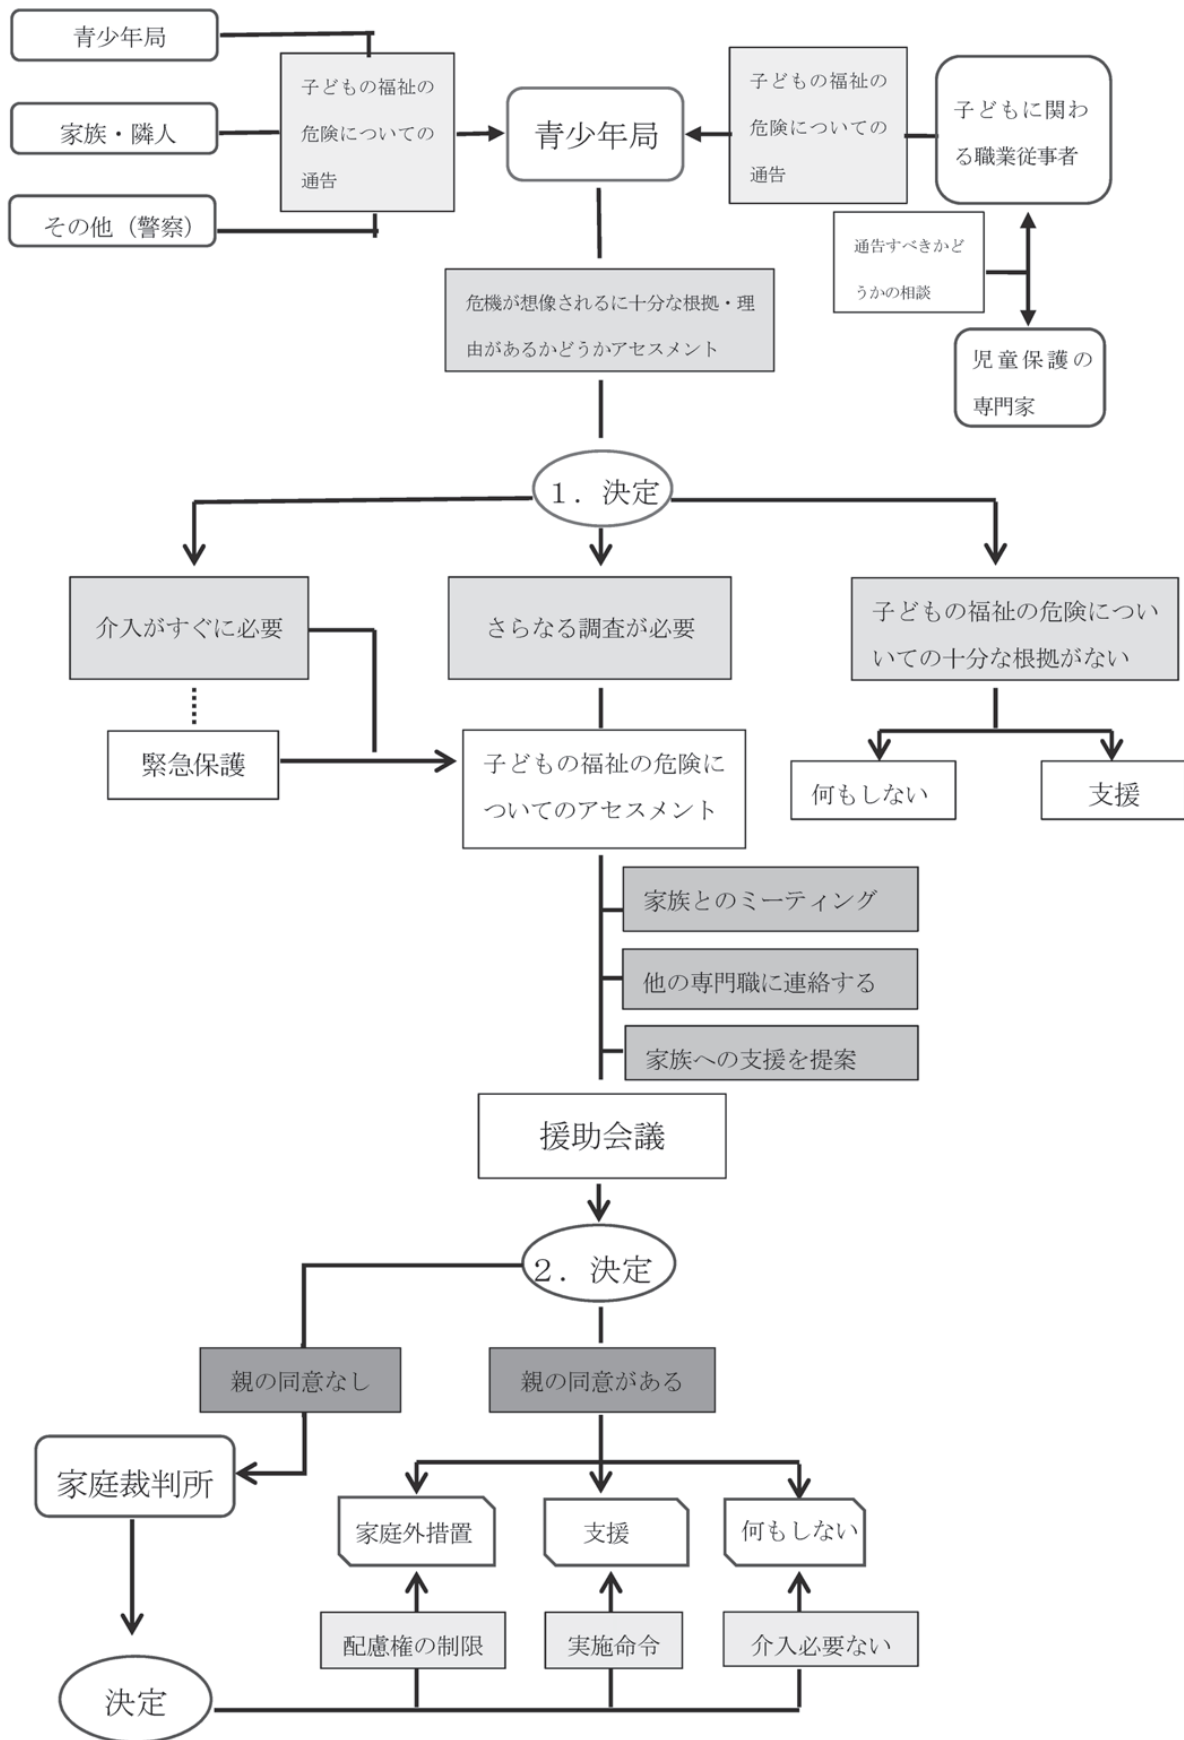 青少年局
家族・隣人
その他（警察）
子どもの福祉の
危険についての
通告
青少年局
子どもの福祉の
危険についての
通告
子どもに関わ
る職業従事者
通告すべきかど
うかの相談
児童保護の
専門家
危機が想像されるに十分な根拠・理
由があるかどうかアセスメント
１．決定
介入がすぐに必要
さらなる調査が必要
子どもの福祉の危険につい
いての十分な根拠がない
緊急保護
子どもの福祉の危険に
ついてのアセスメント
何もしない
支援
家族とのミーティング
他の専門職に連絡する
家族への支援を提案
援助会議
２．決定
親の同意なし
親の同意がある
家庭裁判所
家庭外措置
支援
何もしない
配慮権の制限
実施命令
介入必要ない
決定